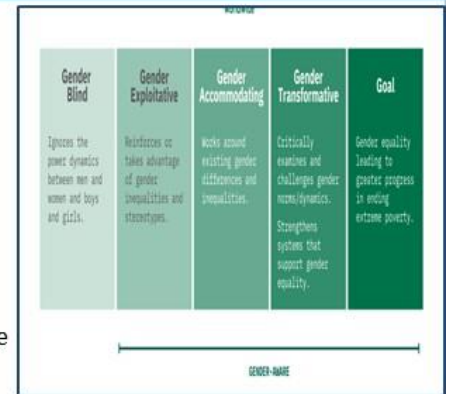 worldwide
Gender
Blind
Ignores the
power dynamics
between men and
women and boys
and girls.
Gender
Exploitative
Reinforces or
takes advantage
of gender
inequalities and
stereotypes.
Gender
Accommodating
Works around
existing gender
differences and
inequalities.
Gender
Transformative
Critically
examines and
challenges gender
norms/dynamics.
Strengthens
systems that
support gender
equality.
Goal
Gender equality
leading to
greater progress
in ending
extreme poverty.
e
GENDER-AWARE